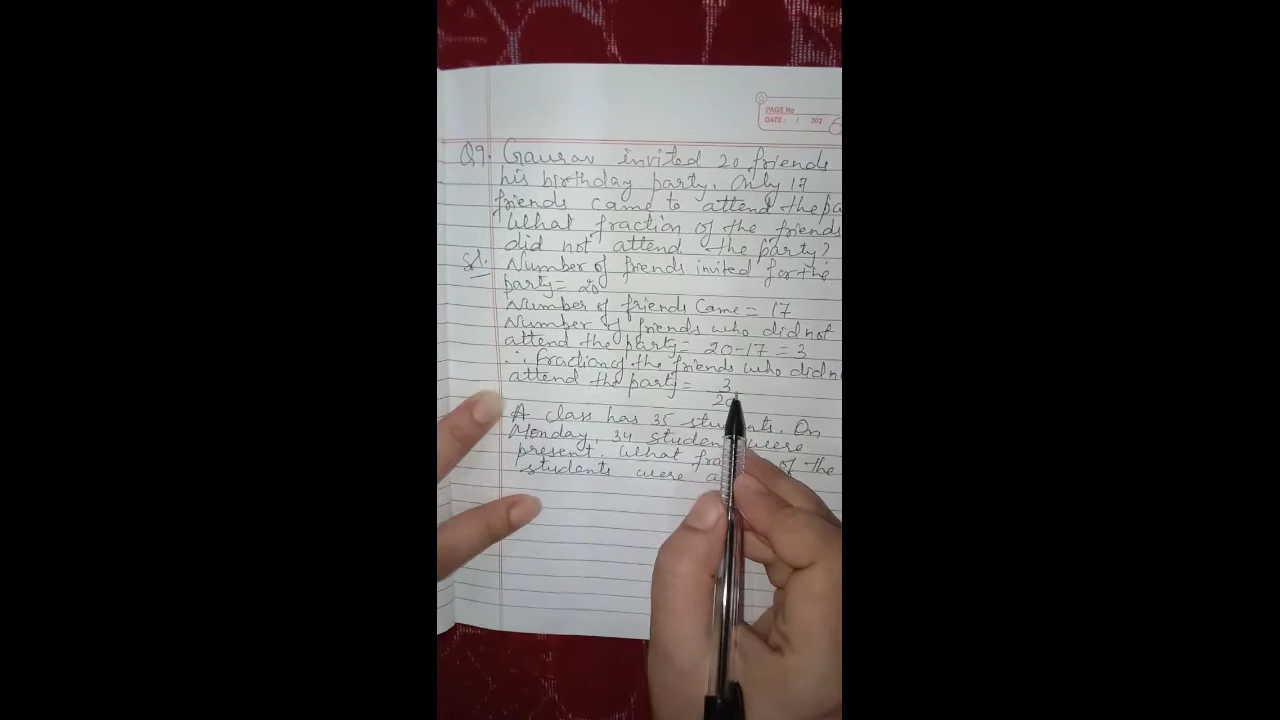 PAGE No
DATE: / 202
Q9. Gaurav invited 20 friends
his birthday party. Only 17
friends came to attend the pa
What fraction of the friends
did not attend the party?
Sol. Number of friends invited for the
party = 20
Number of friends came = 17
Number of friends who did not
attend the party = 20-17 = 3
∴ fraction of the friends who did n
attend the party = 3/20
A class has 35 students. On
Monday, 34 student were
present. What fra of the
students were a